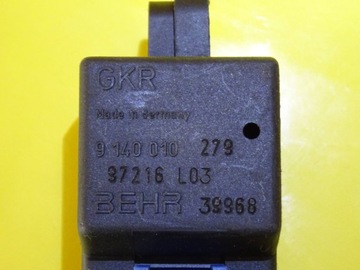 GKR
Made in Germany
9 140 010 279
97216 L03
BEHR 39968